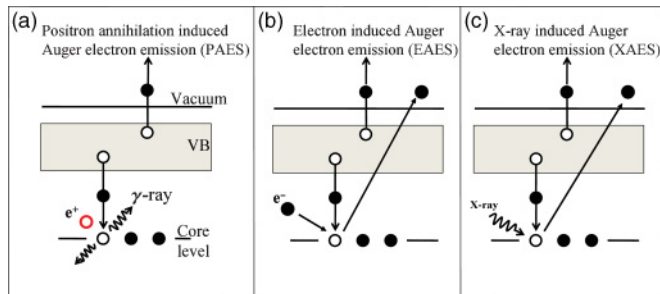 (a) Positron annihilation induced
Auger electron emission (PAES)
Vacuum
VB
γ-ray
e⁺
Core
level
(b) Electron induced Auger
electron emission (EAES)
e⁻
(c) X-ray induced Auger
electron emission (XAES)
X-ray